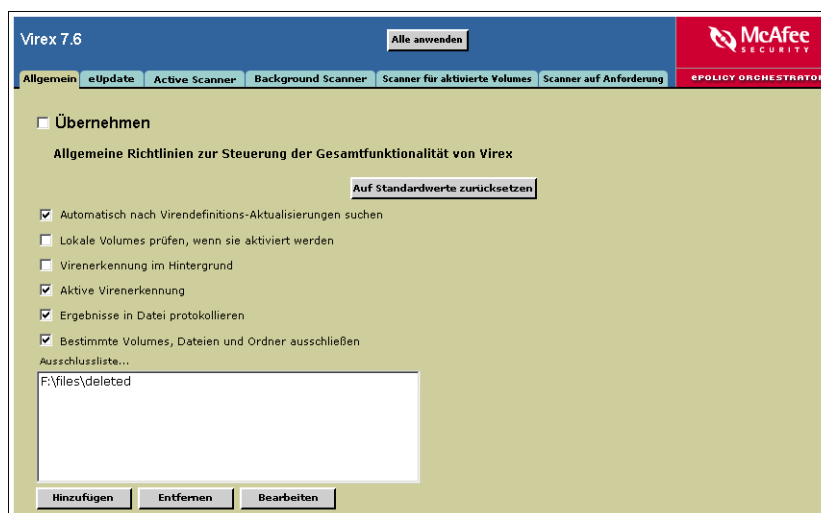 Virex 7.6
Alle anwenden
McAfee
SECURITY
Allgemein eUpdate Active Scanner Background Scanner Scanner für aktivierte Volumes Scanner auf Anforderung
EPOLICY ORCHESTRATOR
Übernehmen
Allgemeine Richtlinien zur Steuerung der Gesamtfunktionalität von Virex
Auf Standardwerte zurücksetzen
Automatisch nach Virendefinitions-Aktualisierungen suchen
Lokale Volumes prüfen, wenn sie aktiviert werden
Virenerkennung im Hintergrund
Aktive Virenerkennung
Ergebnisse in Datei protokollieren
Bestimmte Volumes, Dateien und Ordner ausschließen
Ausschlussliste...
F:\files\deleted
Hinzufügen Entfernen Bearbeiten